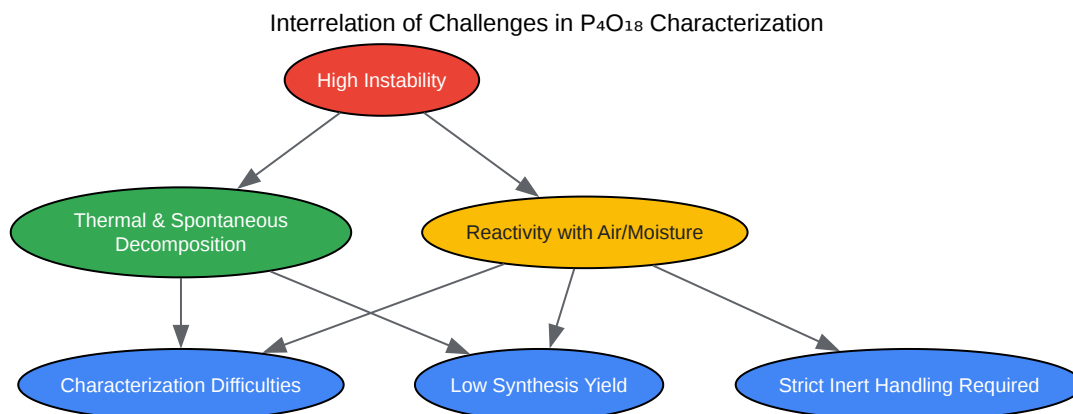 Interrelation of Challenges in P₄O₁₈ Characterization
High Instability
Thermal & Spontaneous
Decomposition
Reactivity with Air/Moisture
Characterization Difficulties
Low Synthesis Yield
Strict Inert Handling Required